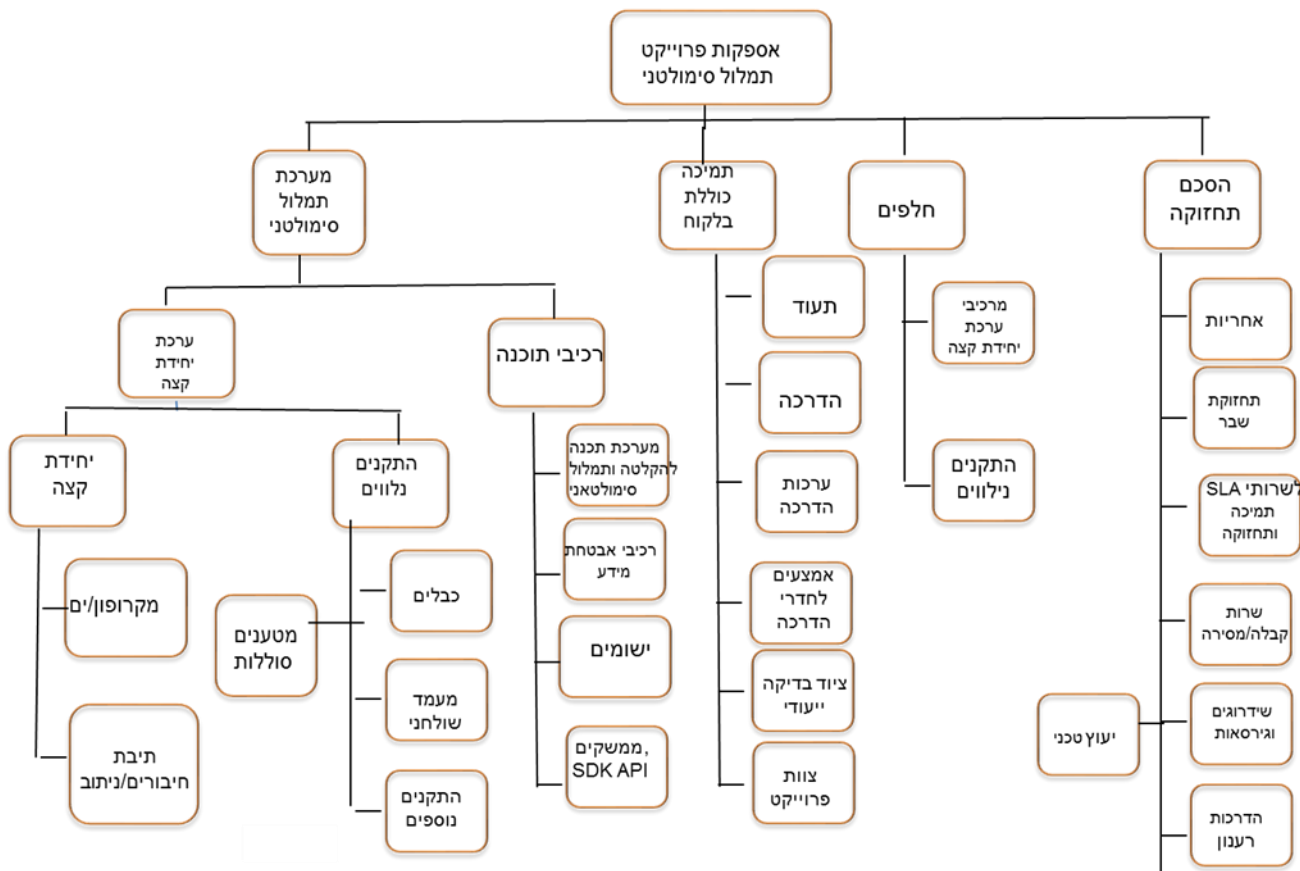 אספקות פרוייקט
תמלול סימולטני
הסכם
תחזוקה
חלפים
תמיכה
כוללת
בלקוח
מערכת
תמלול
סימולטני
אחריות
תחזוקת
שבר
לשרותי SLA
תמיכה
ותחזוקה
שרות
קבלה/מסירה
שידרוגים
וגירסאות
יעוץ טכני
הדרכות
רענון
מרכיבי
ערכת
יחידת קצה
התקנים
נילווים
תעוד
הדרכה
ערכות
הדרכה
אמצעים
לחדרי
הדרכה
ציוד בדיקה
ייעודי
צוות
פרוייקט
רכיבי תוכנה
מערכת תכנה
להקלטה ותמלול
סימולטאני
רכיבי אבטחת
מידע
ישומים
ממשקים,
SDK API
ערכת
יחידת
קצה
התקנים
נלווים
כבלים
מטענים
סוללות
מעמד
שולחני
התקנים
נוספים
יחידת
קצה
מקרופון/ים
תיבת
חיבורים/ניתוב